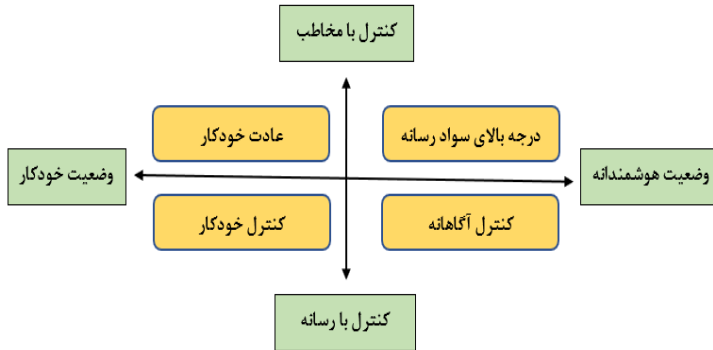 کنترل با مخاطب
درجه بالای سواد رسانه
عادت خودکار
وضعیت هوشمندانه
وضعیت خودکار
کنترل آگاهانه
کنترل خودکار
کنترل با رسانه